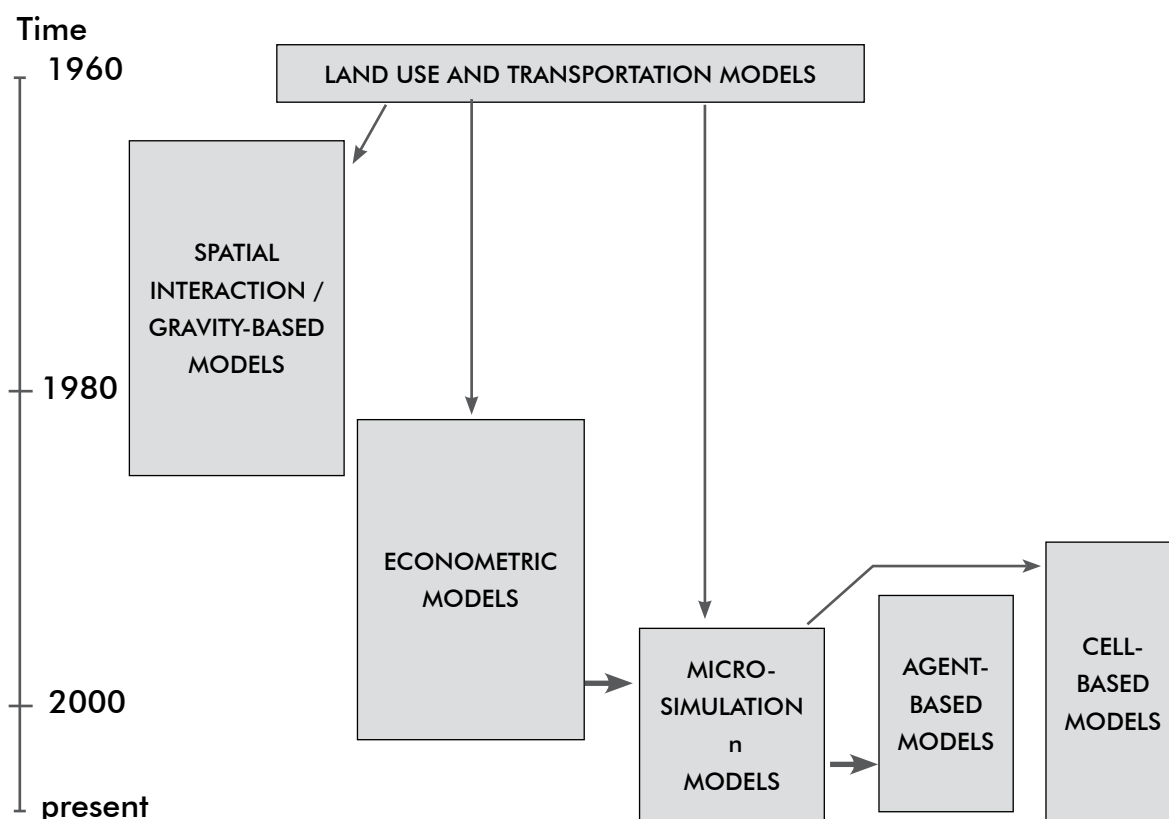 Time
1960
LAND USE AND TRANSPORTATION MODELS
SPATIAL
INTERACTION /
GRAVITY-BASED
MODELS
1980
ECONOMETRIC
MODELS
MICRO-
SIMULATION
n
MODELS
AGENT-
BASED
MODELS
CELL-
BASED
MODELS
2000
present